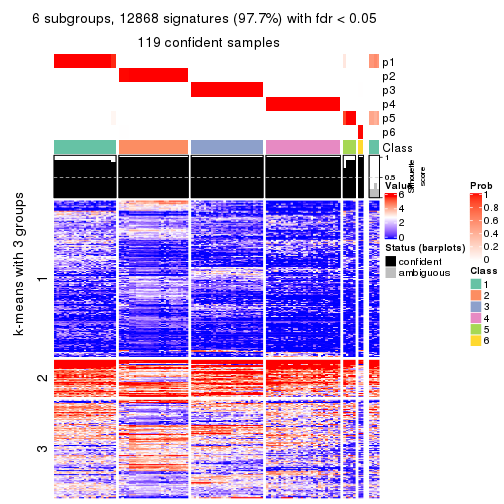 6 subgroups, 12868 signatures (97.7%) with fdr < 0.05
119 confident samples
p1
p2
p3
p4
p5
p6
Class
1
0.5
0
Silhouette
score
k-means with 3 groups
1
2
3
Value
6
4
2
0
Status (barplots)
confident
ambiguous
Prob
1
0.8
0.6
0.4
0.2
0
Class
1
2
3
4
5
6